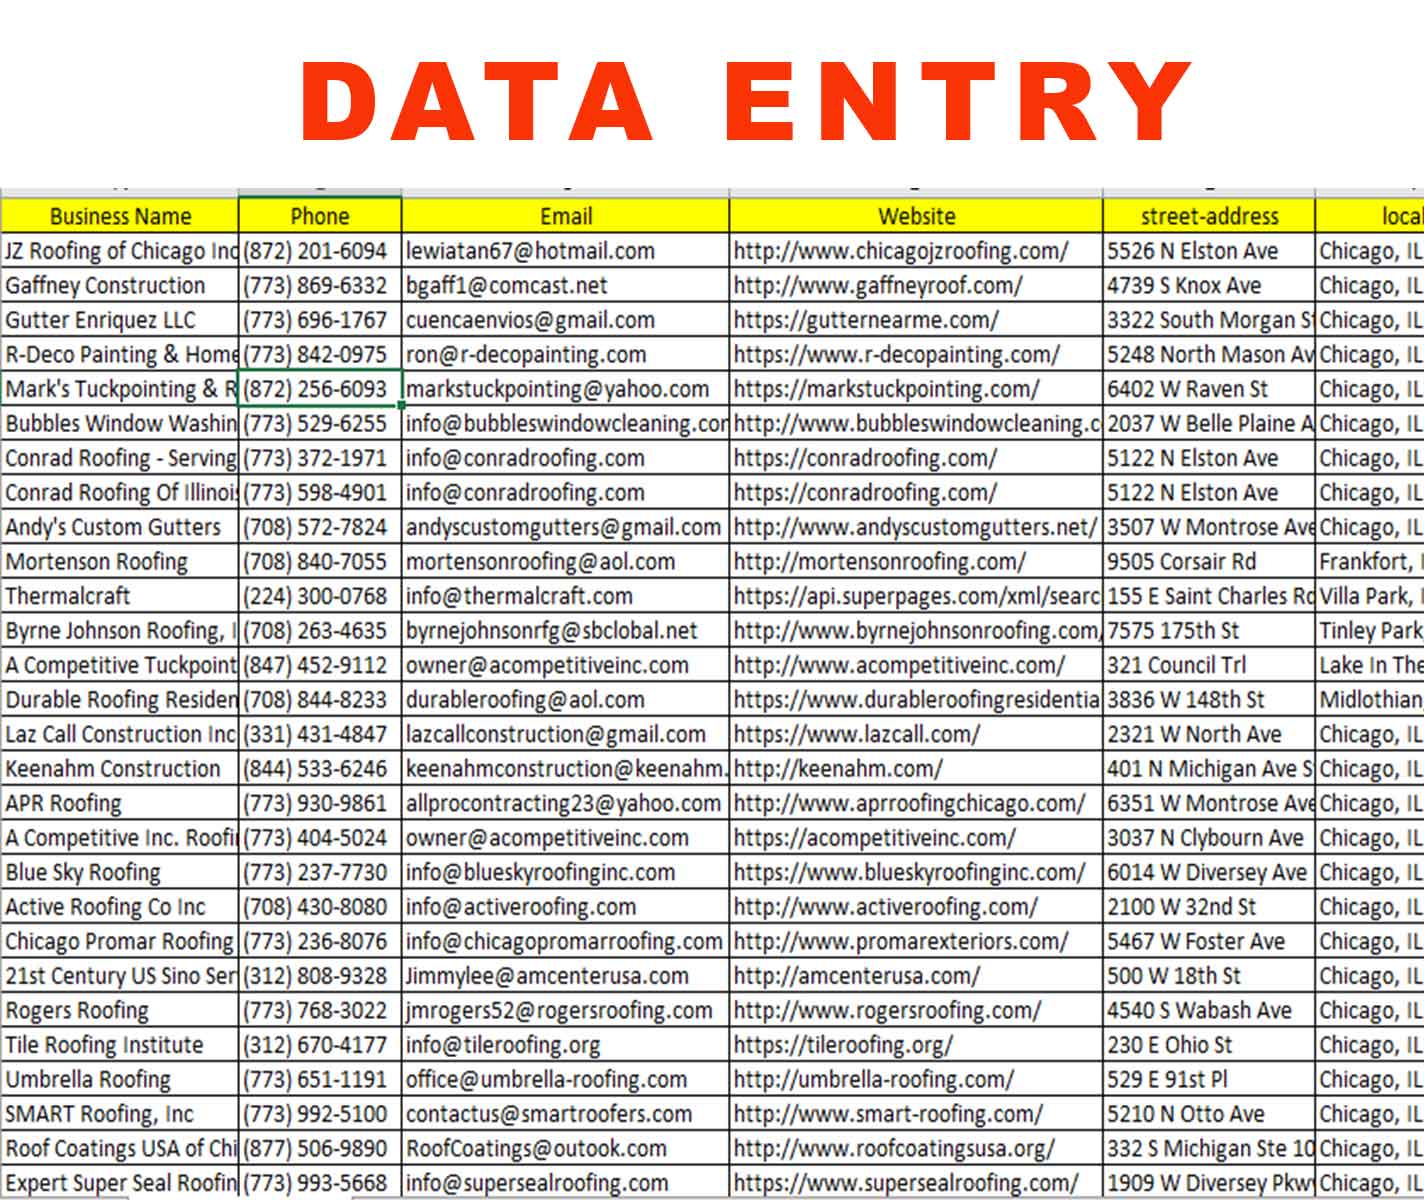 DATA ENTRY
Business Name Phone Email Website street-address local
JZ Roofing of Chicago Inc (872) 201-6094 lewiatan67@hotmail.com http://www.chicagojzroofing.com/ 5526 N Elston Ave Chicago, IL
Gaffney Construction (773) 869-6332 bgaff1@comcast.net http://www.gaffneyroof.com/ 4739 S Knox Ave Chicago, IL
Gutter Enriquez LLC (773) 696-1767 cuencaenvios@gmail.com https://gutternearme.com/ 3322 South Morgan St Chicago, IL
R-Deco Painting & Home (773) 842-0975 ron@r-decopainting.com https://www.r-decopainting.com/ 5248 North Mason Av Chicago, IL
Mark's Tuckpointing & R (872) 256-6093 markstuckpointing@yahoo.com https://markstuckpointing.com/ 6402 W Raven St Chicago, IL
Bubbles Window Washin (773) 529-6255 info@bubbleswindowcleaning.com http://www.bubbleswindowcleaning.c 2037 W Belle Plaine A Chicago, IL
Conrad Roofing - Serving (773) 372-1971 info@conradroofing.com https://conradroofing.com/ 5122 N Elston Ave Chicago, IL
Conrad Roofing Of Illinois (773) 598-4901 info@conradroofing.com https://conradroofing.com/ 5122 N Elston Ave Chicago, IL
Andy's Custom Gutters (708) 572-7824 andyscustomgutters@gmail.com http://www.andyscustomgutters.net/ 3507 W Montrose Ave Chicago, IL
Mortenson Roofing (708) 840-7055 mortensonroofing@aol.com http://mortensonroofing.com/ 9505 Corsair Rd Frankfort, I
Thermalcraft (224) 300-0768 info@thermalcraft.com https://api.superpages.com/xml/searc 155 E Saint Charles Rd Villa Park, I
Byrne Johnson Roofing, I (708) 263-4635 byrnejohnsonrfg@sbclobal.net http://www.byrnejohnsonroofing.com/ 7575 175th St Tinley Park
A Competitive Tuckpoint (847) 452-9112 owner@acompetitiveinc.com http://www.acompetitiveinc.com/ 321 Council Trl Lake In The
Durable Roofing Residen (708) 844-8233 durableroofing@aol.com https://www.durableroofingresidentia 3836 W 148th St Midlothian,
Laz Call Construction Inc (331) 431-4847 lazcallconstruction@gmail.com https://www.lazcall.com/ 2321 W North Ave Chicago, IL
Keenahm Construction (844) 533-6246 keenahmconstruction@keenahm. http://keenahm.com/ 401 N Michigan Ave S Chicago, IL
APR Roofing (773) 930-9861 allprocontracting23@yahoo.com http://www.aprroofingchicago.com/ 6351 W Montrose Ave Chicago, IL
A Competitive Inc. Roofin (773) 404-5024 owner@acompetitiveinc.com https://acompetitiveinc.com/ 3037 N Clybourn Ave Chicago, IL
Blue Sky Roofing (773) 237-7730 info@blueskyroofinginc.com https://www.blueskyroofinginc.com/ 6014 W Diversey Ave Chicago, IL
Active Roofing Co Inc (708) 430-8080 info@activeroofing.com http://www.activeroofing.com/ 2100 W 32nd St Chicago, IL
Chicago Promar Roofing (773) 236-8076 info@chicagopromarroofing.com http://www.promarexteriors.com/ 5467 W Foster Ave Chicago, IL
21st Century US Sino Ser (312) 808-9328 Jimmylee@amcenterusa.com http://amcenterusa.com/ 500 W 18th St Chicago, IL
Rogers Roofing (773) 768-3022 jmrogers52@rogersroofing.com http://www.rogersroofing.com/ 4540 S Wabash Ave Chicago, IL
Tile Roofing Institute (312) 670-4177 info@tileroofing.org https://tileroofing.org/ 230 E Ohio St Chicago, IL
Umbrella Roofing (773) 651-1191 office@umbrella-roofing.com http://umbrella-roofing.com/ 529 E 91st Pl Chicago, IL
SMART Roofing, Inc (773) 992-5100 contactus@smartroofers.com http://www.smart-roofing.com/ 5210 N Otto Ave Chicago, IL
Roof Coatings USA of Chi (877) 506-9890 RoofCoatings@outook.com http://www.roofcoatingsusa.org/ 332 S Michigan Ste 10 Chicago, IL
Expert Super Seal Roofin (773) 993-5668 info@supersealroofing.com https://www.supersealroofing.com/ 1909 W Diversey Pkw Chicago, IL